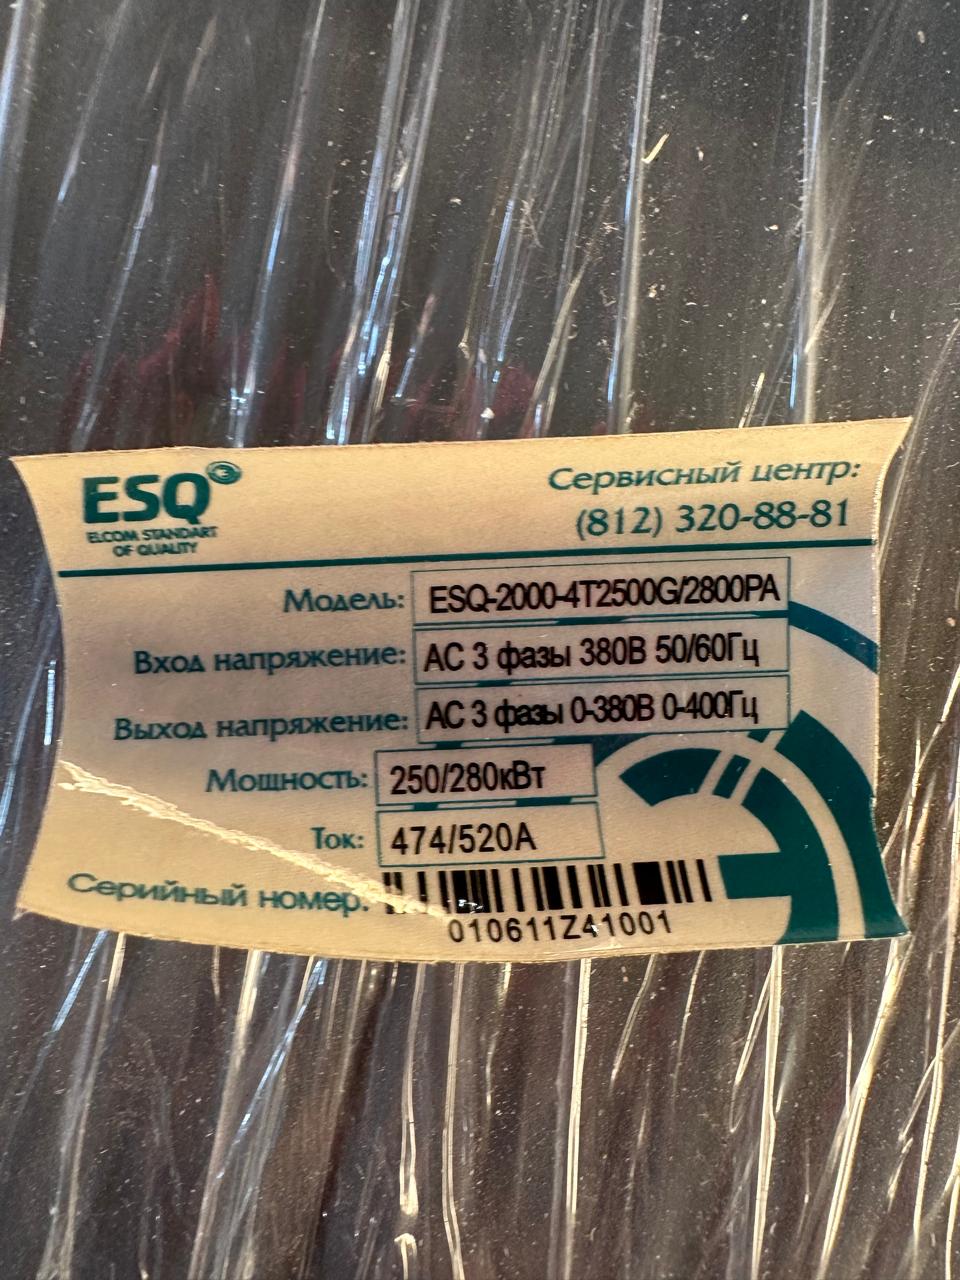 ESQ
ELCOM STANDART
OF QUALITY
Сервисный центр:
(812) 320-88-81
Модель: ESQ-2000-4T2500G/2800PA
Вход напряжение: AC 3 фазы 380В 50/60Гц
Выход напряжение: AC 3 фазы 0-380В 0-400Гц
Мощность: 250/280кВт
Ток: 474/520А
Серийный номер:
010611Z41001